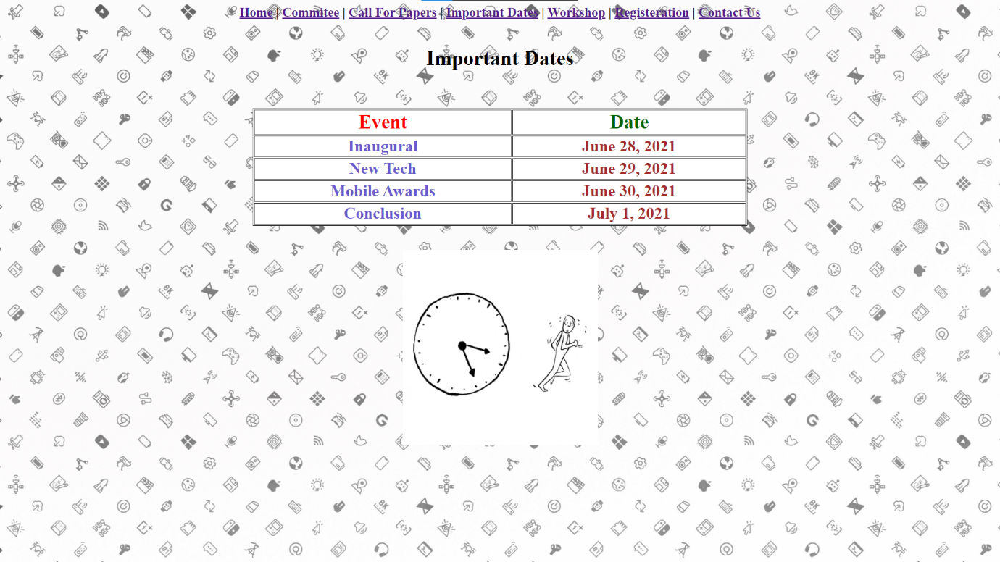 Home | Commitee | Call For Papers | Important Dates | Workshop | Registeration | Contact Us
Important Dates
Event Date
Inaugural June 28, 2021
New Tech June 29, 2021
Mobile Awards June 30, 2021
Conclusion July 1, 2021